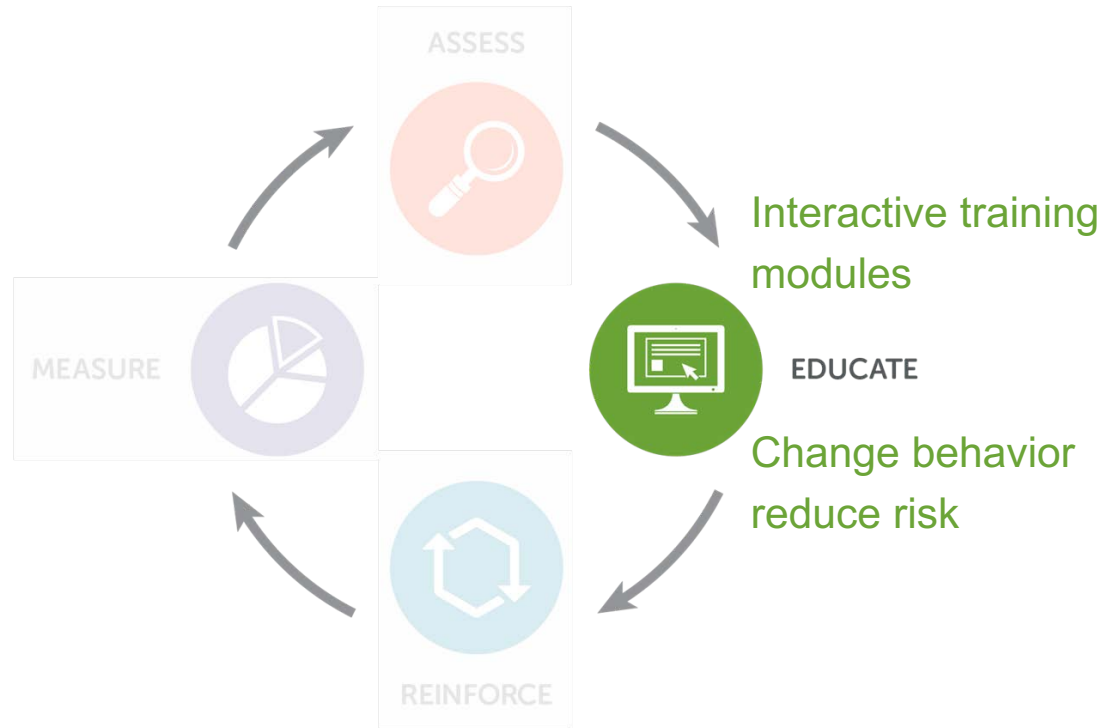 ASSESS
Interactive training
modules
MEASURE
EDUCATE
Change behavior
reduce risk
REINFORCE